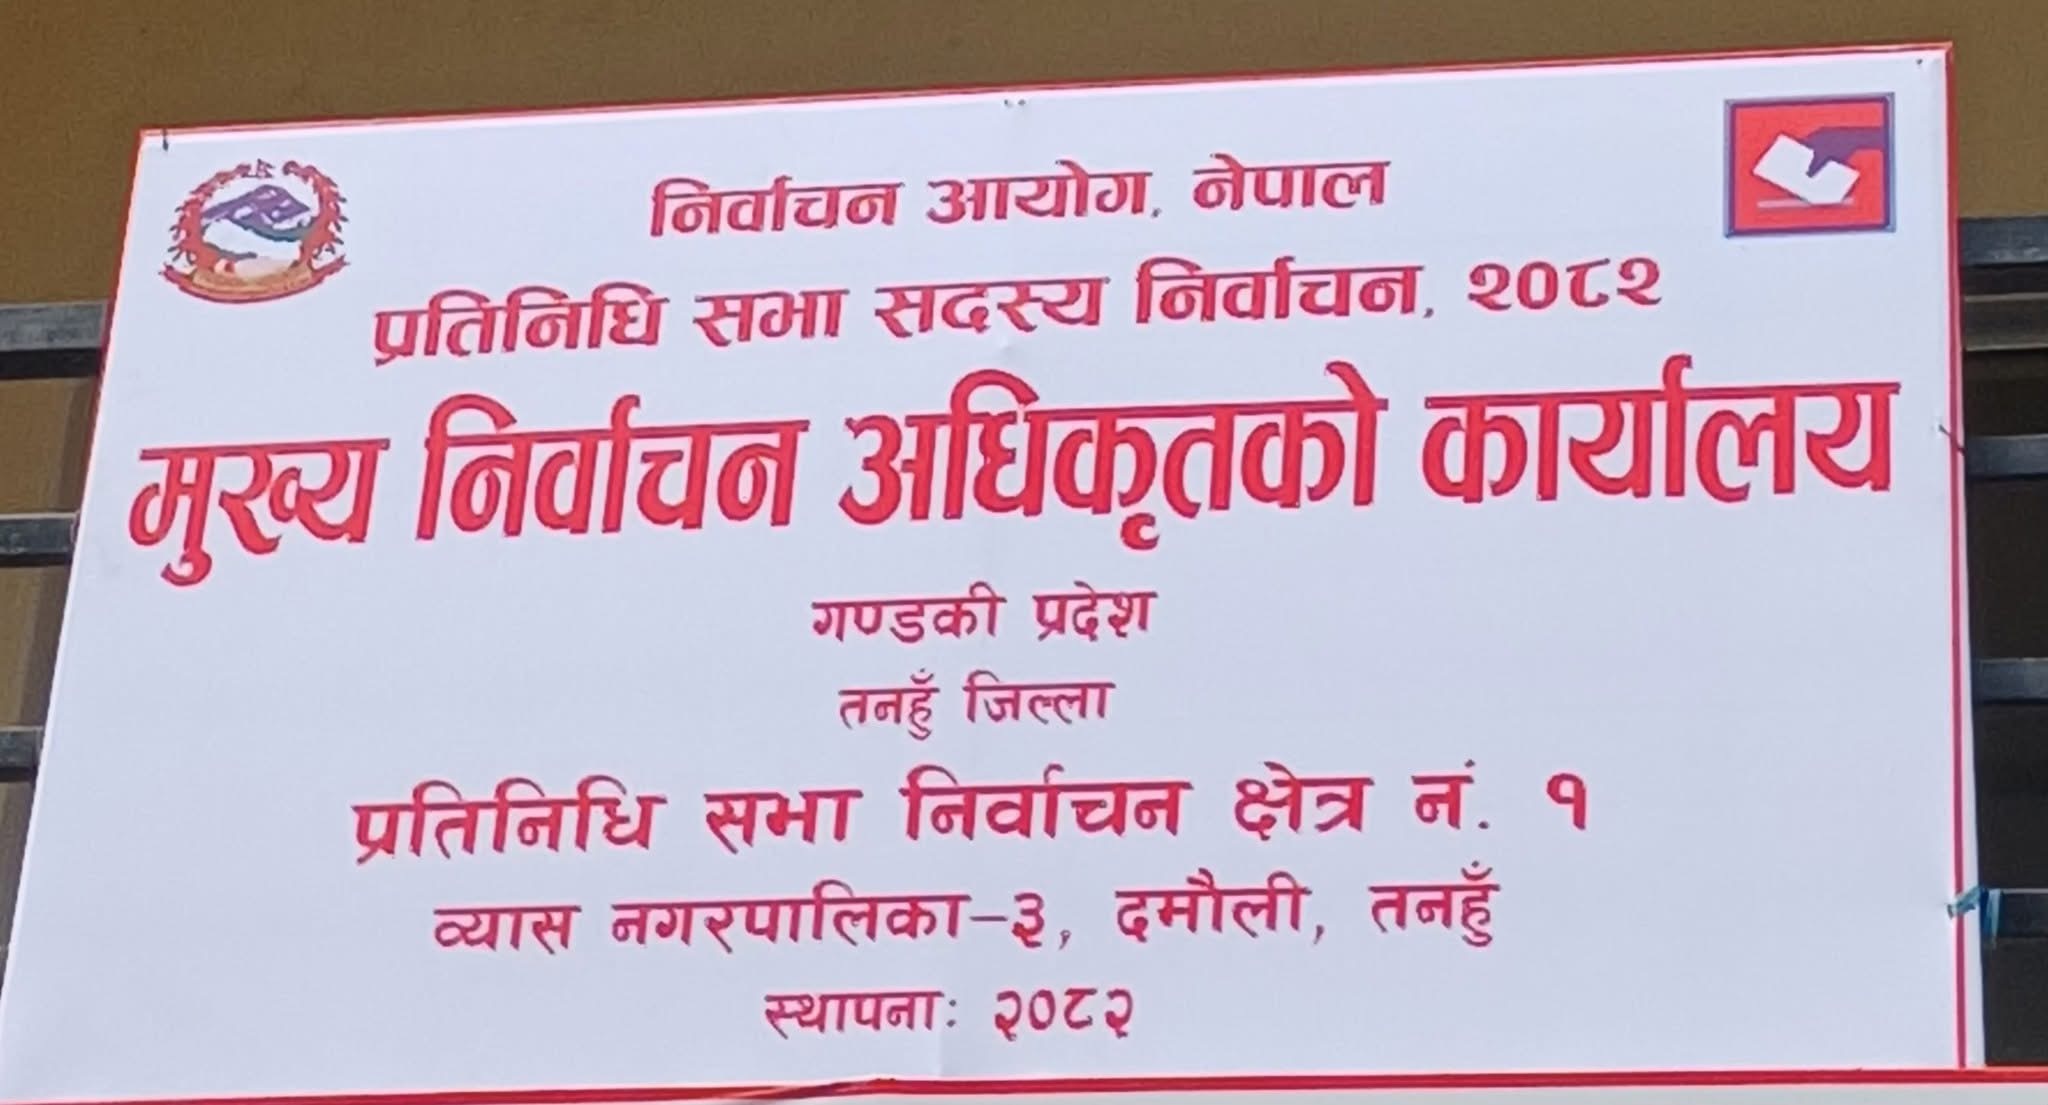 निर्वाचन आयोग, नेपाल
प्रतिनिधि सभा सदस्य निर्वाचन, २०८२
मुख्य निर्वाचन अधिकृतको कार्यालय
गण्डकी प्रदेश
तनहुँ जिल्ला
प्रतिनिधि सभा निर्वाचन क्षेत्र नं. १
व्यास नगरपालिका-३, दमौली, तनहुँ
स्थापनाः २०८२